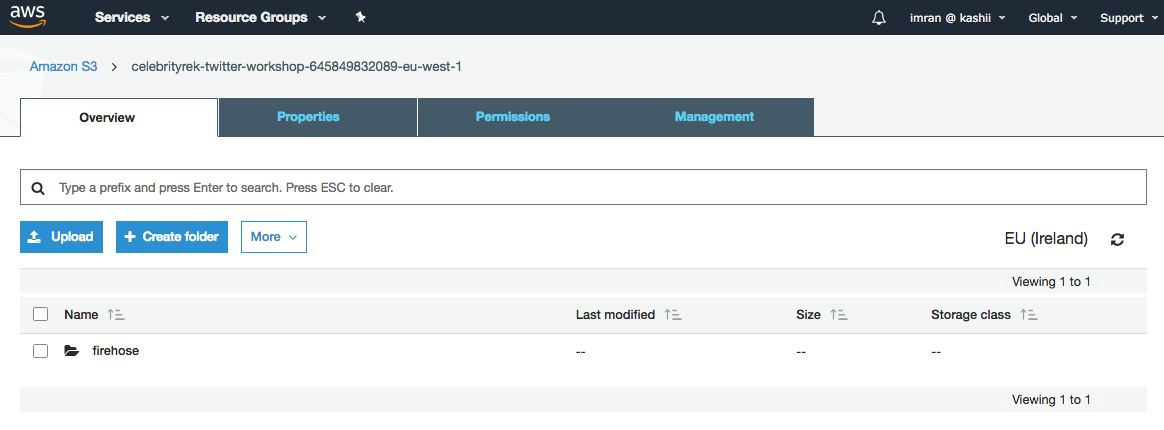 aws Services Resource Groups imran @ kashii Global Support
Amazon S3 > celebrityrek-twitter-workshop-645849832089-eu-west-1
Overview Properties Permissions Management
Type a prefix and press Enter to search. Press ESC to clear.
Upload + Create folder More EU (Ireland)
Viewing 1 to 1
Name Last modified Size Storage class
firehose -- -- --
Viewing 1 to 1